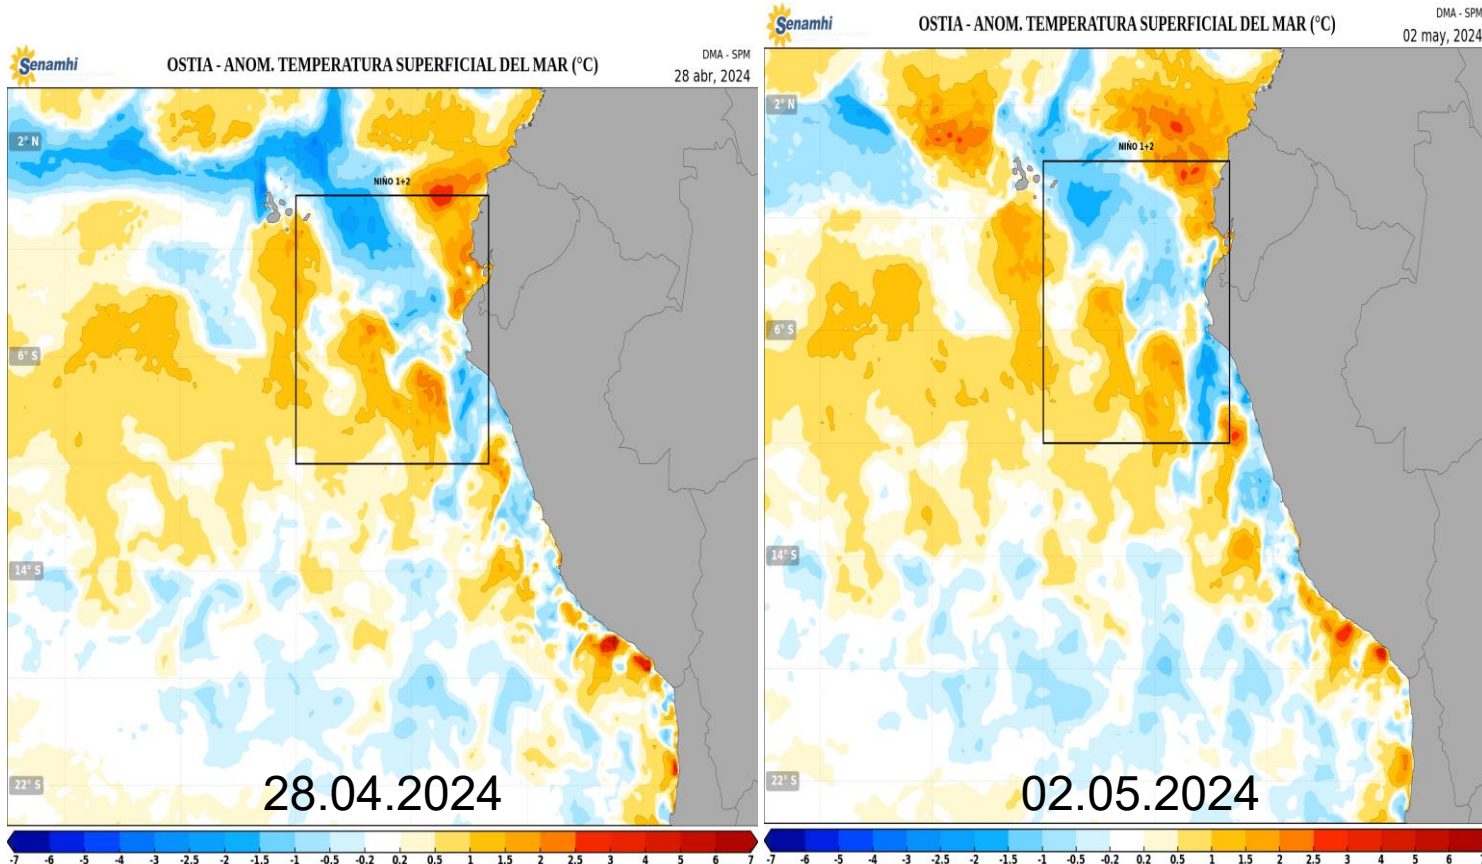 Senamhi
OSTIA - ANOM. TEMPERATURA SUPERFICIAL DEL MAR (°C)
DMA - SPM
28 abr, 2024
2° N
NIÑO 1+2
6° S
14° S
22° S
28.04.2024
-7 -6 -5 -4 -3 -2.5 -2 -1.5 -1 -0.5 -0.2 0.2 0.5 1 1.5 2 2.5 3 4 5 6 7
Senamhi
OSTIA - ANOM. TEMPERATURA SUPERFICIAL DEL MAR (°C)
DMA - SPM
02 may, 2024
2° N
NIÑO 1+2
6° S
14° S
22° S
02.05.2024
-7 -6 -5 -4 -3 -2.5 -2 -1.5 -1 -0.5 -0.2 0.2 0.5 1 1.5 2 2.5 3 4 5 6